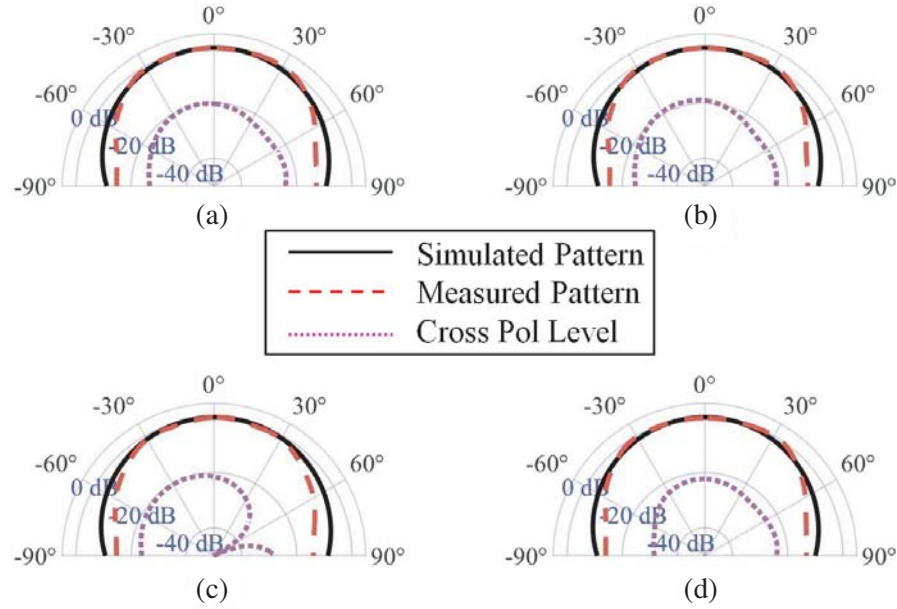 0°
-30° 30°
-60° 60°
0 dB
-20 dB
-40 dB
-90° 90°
(a)
0°
-30° 30°
-60° 60°
0 dB
-20 dB
-40 dB
-90° 90°
(b)
Simulated Pattern
Measured Pattern
Cross Pol Level
0°
-30° 30°
-60° 60°
0 dB
-20 dB
-40 dB
-90° 90°
(c)
0°
-30° 30°
-60° 60°
0 dB
-20 dB
-40 dB
-90° 90°
(d)